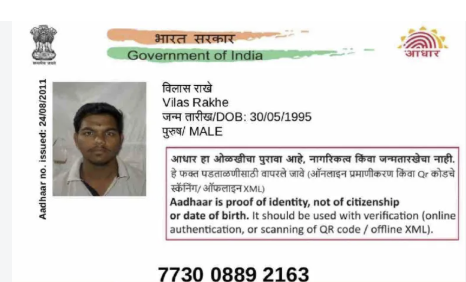 भारत सरकार
Government of India
आधार
Aadhaar no. issued: 24/08/2011
विलास राखे
Vilas Rakhe
जन्म तारीख/DOB: 30/05/1995
पुरुष/ MALE
आधार हा ओळखीचा पुरावा आहे, नागरिकत्व किंवा जन्मतारखेचा नाही.
हे फक्त पडताळणीसाठी वापरले जावे (ऑनलाइन प्रमाणीकरण किंवा Qr कोडचे
स्कॅनिंग/ ऑफलाइन XML)
Aadhaar is proof of identity, not of citizenship
or date of birth. It should be used with verification (online
authentication, or scanning of QR code / offline XML).
7730 0889 2163